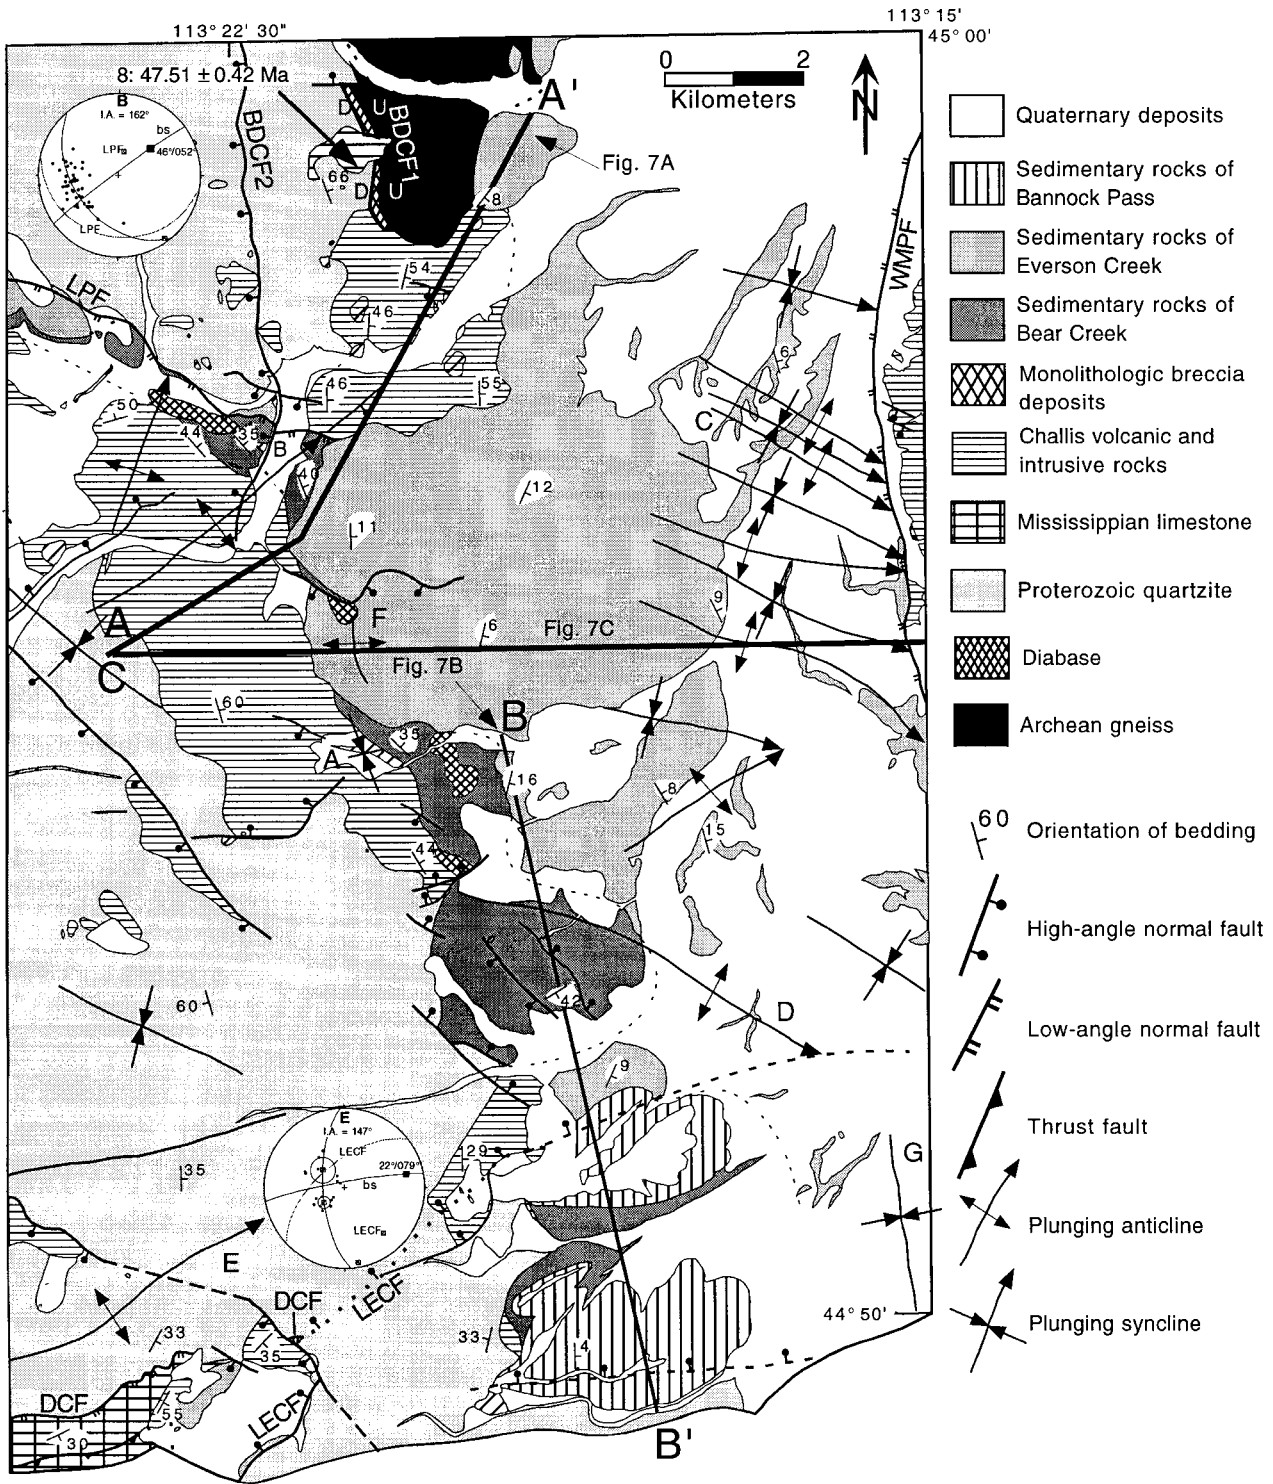 113° 22' 30"
113° 15'
45° 00'
8: 47.51 ± 0.42 Ma
0 2
Kilometers
N
B
I.A. = 162°
bs
LPF
46°/052°
LPF
BDCF2
D U
BDCF1
D U
66
A'
Fig. 7A
8
WMPF
LPF
54
46
46
55
6
50
44
35
B
40
C
12
11
9
F
6
Fig. 7C
A
C
Fig. 7B
60
B
35
A
16
8
15
44
42
60
D
9
E
I.A. = 147°
LECF
22°/079°
bs
LECF
29
35
G
E
DCF
LECF
44° 50'
33
35
33
4
DCF
55
LECF
30
B'
Quaternary deposits
Sedimentary rocks of
Bannock Pass
Sedimentary rocks of
Everson Creek
Sedimentary rocks of
Bear Creek
Monolithologic breccia
deposits
Challis volcanic and
intrusive rocks
Mississippian limestone
Proterozoic quartzite
Diabase
Archean gneiss
60
Orientation of bedding
High-angle normal fault
Low-angle normal fault
Thrust fault
Plunging anticline
Plunging syncline